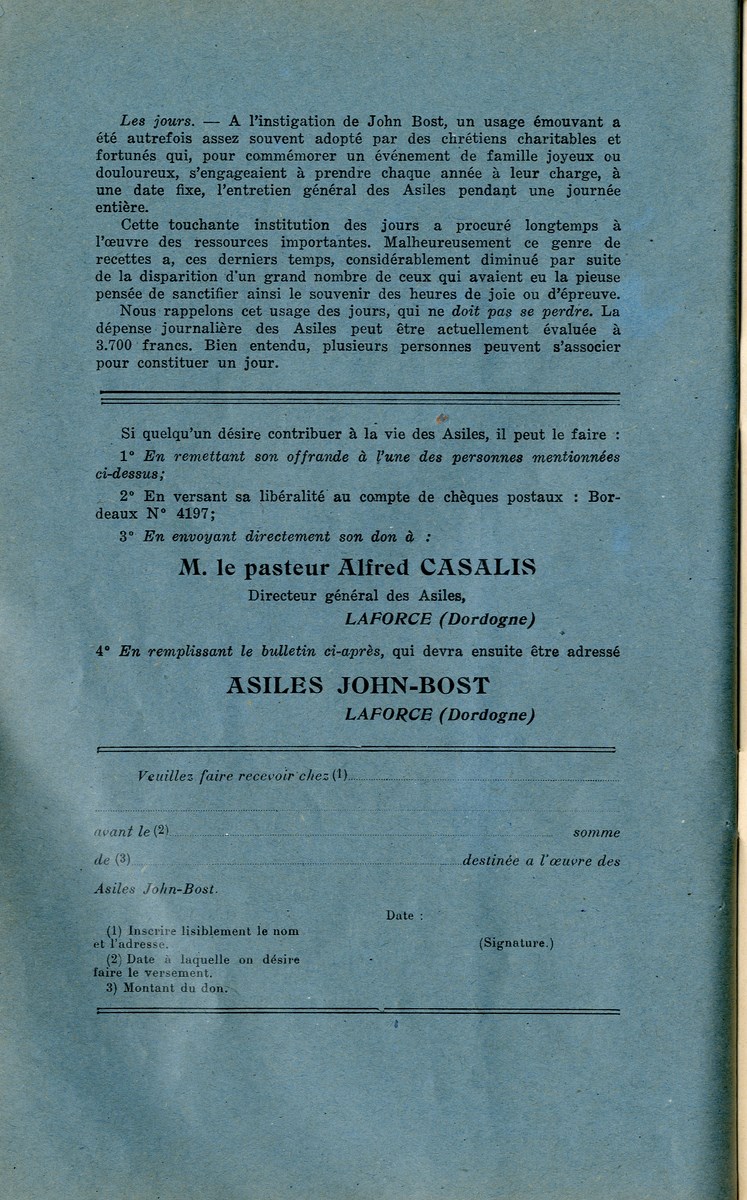 Les jours. — A l'instigation de John Bost, un usage émouvant a
été autrefois assez souvent adopté par des chrétiens charitables et
fortunés qui, pour commémorer un événement de famille joyeux ou
douloureux, s'engageaient à prendre chaque année à leur charge, à
une date fixe, l'entretien général des Asiles pendant une journée
entière.
Cette touchante institution des jours a procuré longtemps à
l'œuvre des ressources importantes. Malheureusement ce genre de
recettes a, ces derniers temps, considérablement diminué par suite
de la disparition d'un grand nombre de ceux qui avaient eu la pieuse
pensée de sanctifier ainsi le souvenir des heures de joie ou d'épreuve.
Nous rappelons cet usage des jours, qui ne doit pas se perdre. La
dépense journalière des Asiles peut être actuellement évaluée à
3.700 francs. Bien entendu, plusieurs personnes peuvent s'associer
pour constituer un jour.
Si quelqu'un désire contribuer à la vie des Asiles, il peut le faire :
1° En remettant son offrande à l'une des personnes mentionnées
ci-dessus;
2° En versant sa libéralité au compte de chèques postaux : Bor-
deaux N° 4197;
3° En envoyant directement son don à :
M. le pasteur Alfred CASALIS
Directeur général des Asiles,
LAFORCE (Dordogne)
4° En remplissant le bulletin ci-après, qui devra ensuite être adressé
ASILES JOHN-BOST
LAFORCE (Dordogne)
Veuillez faire recevoir chez (1)
avant le (2) somme
de (3) destinée a l'œuvre des
Asiles John-Bost.
Date :
(1) Inscrire lisiblement le nom
et l'adresse.
(Signature.)
(2) Date à laquelle on désire
faire le versement.
3) Montant du don.